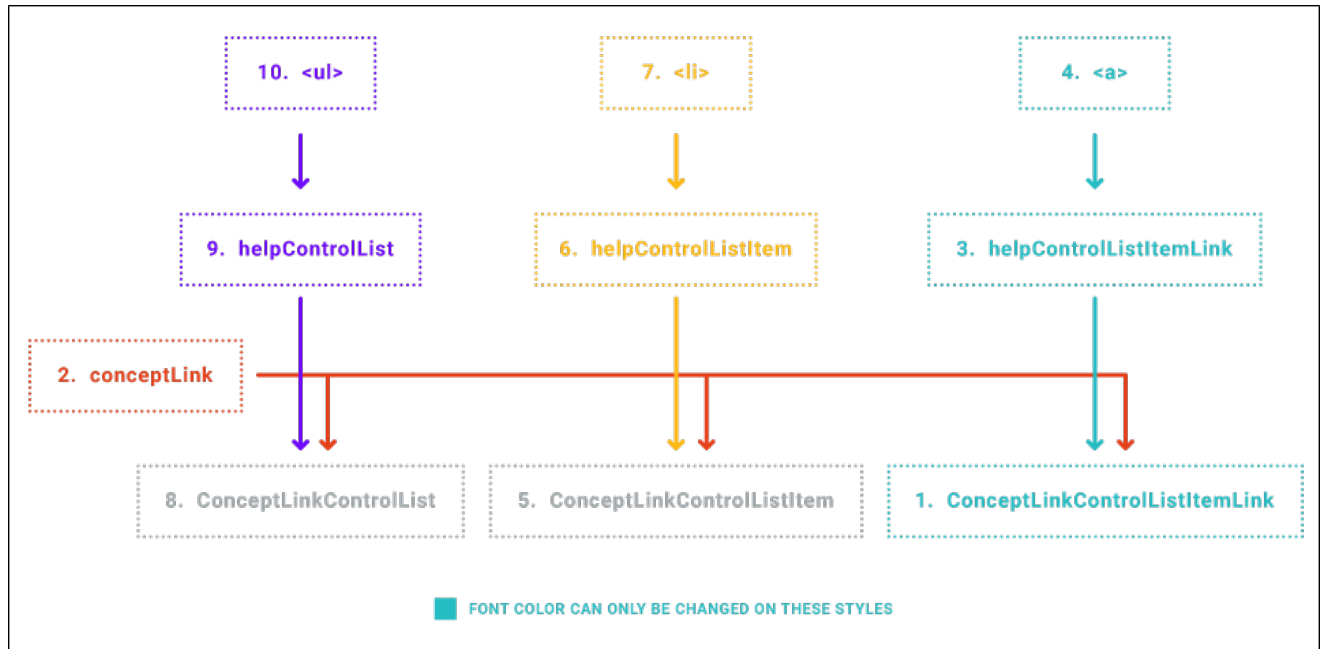 10. <ul>
7. <li>
4. <a>
9. helpControlList
6. helpControlListItem
3. helpControlListItemLink
2. conceptLink
8. ConceptLinkControlList
5. ConceptLinkControlListItem
1. ConceptLinkControlListItemLink
FONT COLOR CAN ONLY BE CHANGED ON THESE STYLES